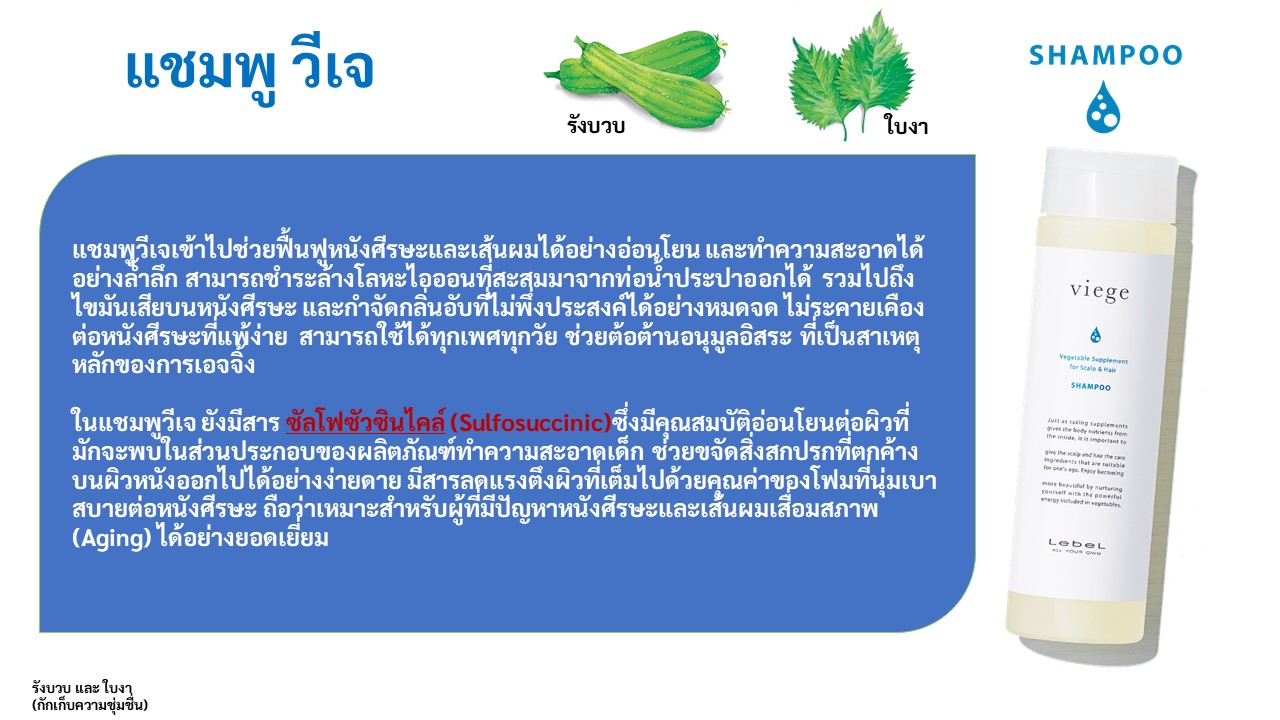 แชมพู วีเจ
รังบวบ
ใบงา
SHAMPOO
แชมพูวีเจเข้าไปช่วยฟื้นฟูหนังศีรษะและเส้นผมได้อย่างอ่อนโยน และทำความสะอาดได้
อย่างล้ำลึก สามารถชำระล้างโลหะไอออนที่สะสมมาจากท่อน้ำประปาออกได้ รวมไปถึง
ไขมันเสียบนหนังศีรษะ และกำจัดกลิ่นอับที่ไม่พึงประสงค์ได้อย่างหมดจด ไม่ระคายเคือง
ต่อหนังศีรษะที่แพ้ง่าย สามารถใช้ได้ทุกเพศทุกวัย ช่วยต้อต้านอนุมูลอิสระ ที่เป็นสาเหตุ
หลักของการเอจจิ้ง
ในแชมพูวีเจ ยังมีสาร ซัลโฟซัวซินไคล์ (Sulfosuccinic)ซึ่งมีคุณสมบัติอ่อนโยนต่อผิวที่
มักจะพบในส่วนประกอบของผลิตภัณฑ์ทำความสะอาดเด็ก ช่วยขจัดสิ่งสกปรกที่ตกค้าง
บนผิวหนังออกไปได้อย่างง่ายดาย มีสารลดแรงตึงผิวที่เต็มไปด้วยคุณค่าของโฟมที่นุ่มเบา
สบายต่อหนังศีรษะ ถือว่าเหมาะสำหรับผู้ที่มีปัญหาหนังศีรษะและเส้นผมเสื่อมสภาพ
(Aging) ได้อย่างยอดเยี่ยม
viege
Vegetable Supplement
for Scalp & Hair
SHAMPOO
Just as taking supplements
gives the body nutrients from
the inside, it is important to
give the scalp and hair the care
ingredients that are suitable
for one's age. Enjoy becoming
more beautiful by nurturing
yourself with the powerful
energy included in vegetables.
LebeL
ALL YOUR OWN
รังบวบ และ ใบงา
(กักเก็บความชุ่มชื่น)